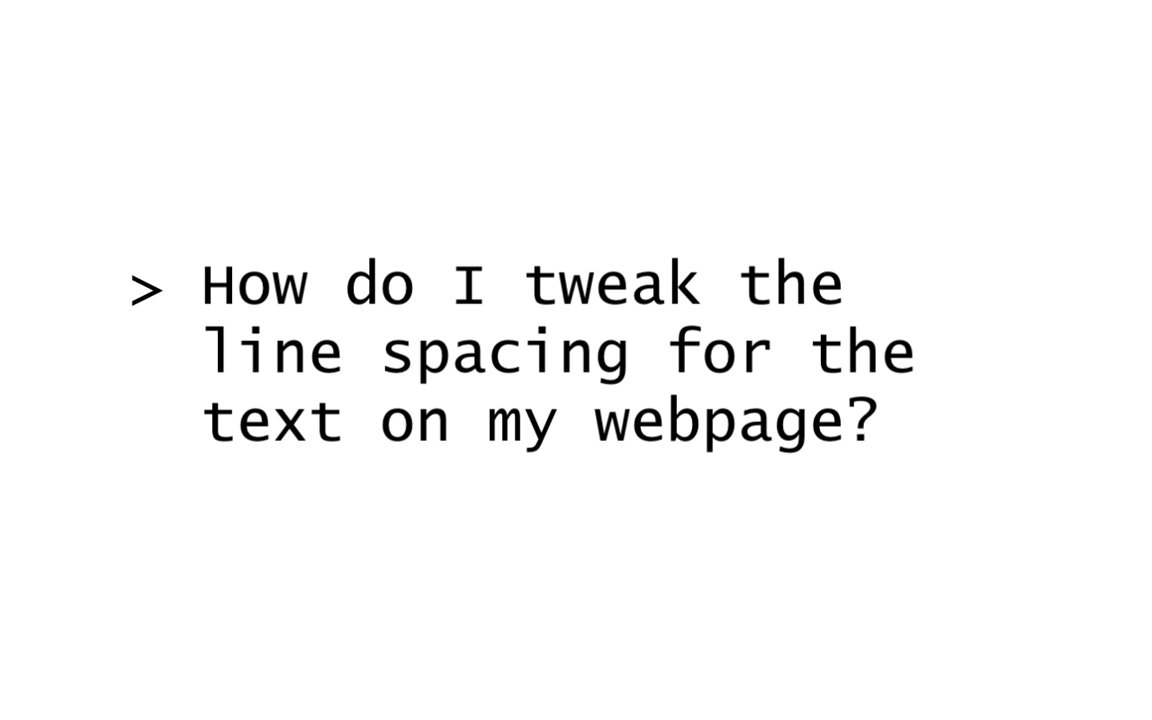 > How do I tweak the
line spacing for the
text on my webpage?